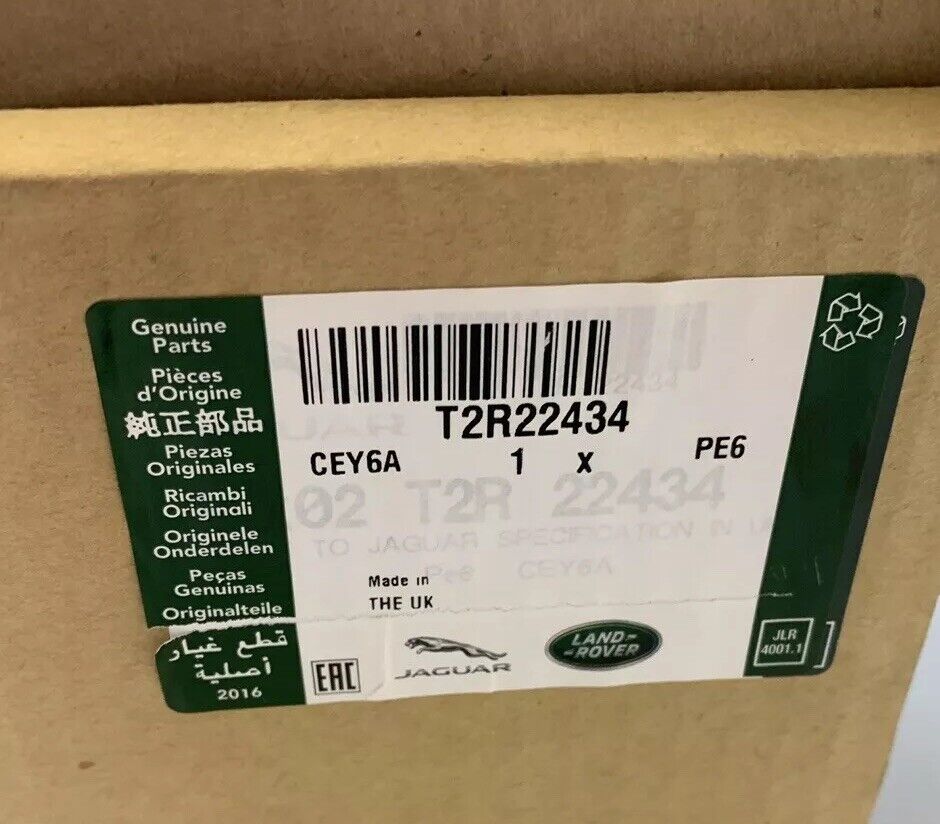 Genuine
Parts
Pièces
d'Origine
純正部品
Piezas
Originales
Ricambi
Originali
Originele
Onderdelen
Peças
Genuinas
Originalteile
قطع غيار
أصلية
2016
T2R22434
CEY6A 1 X PE6
02 T2R 22434
TO JAGUAR SPECIFICATION IN
Pe6 CEY6A
Made in
THE UK
EAC
JAGUAR
LAND-
-ROVER
JLR
4001.1